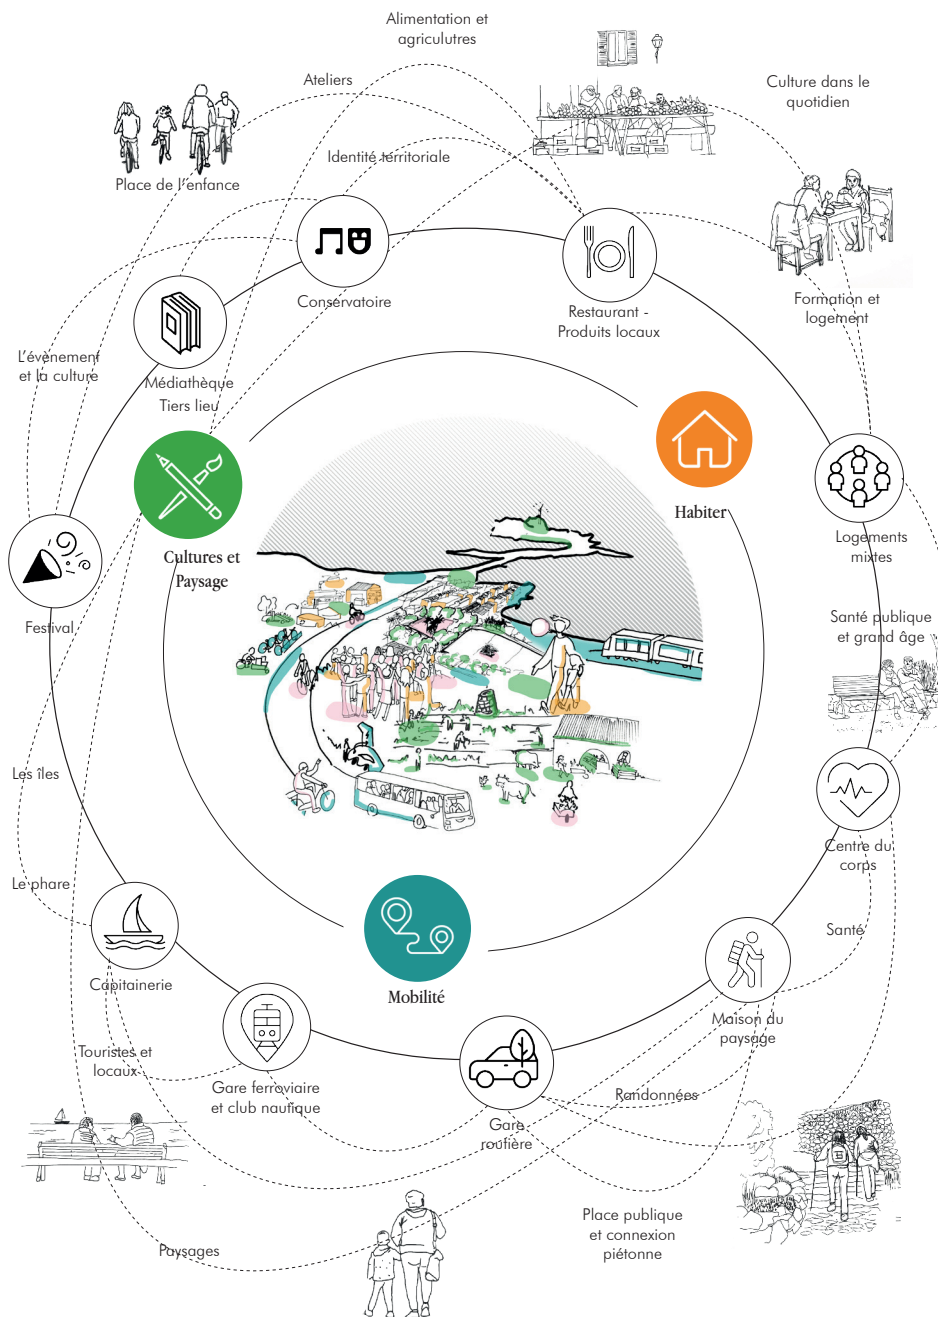 Alimentation et
agriculutres
Ateliers
Culture dans le
quotidien
Identité territoriale
Place de l'enfance
Conservatoire
Restaurant -
Produits locaux
Formation et
logement
L'évènement
et la culture
Médiathèque
Tiers lieu
Habiter
Cultures et
Paysage
Logements
mixtes
Festival
Santé publique
et grand âge
Les îles
Centre du
corps
Le phare
Santé
Capitainerie
Mobilité
Maison du
paysage
Touristes et
locaux
Gare ferroviaire
et club nautique
Randonnées
Gare
routière
Place publique
et connexion
piétonne
Paysages